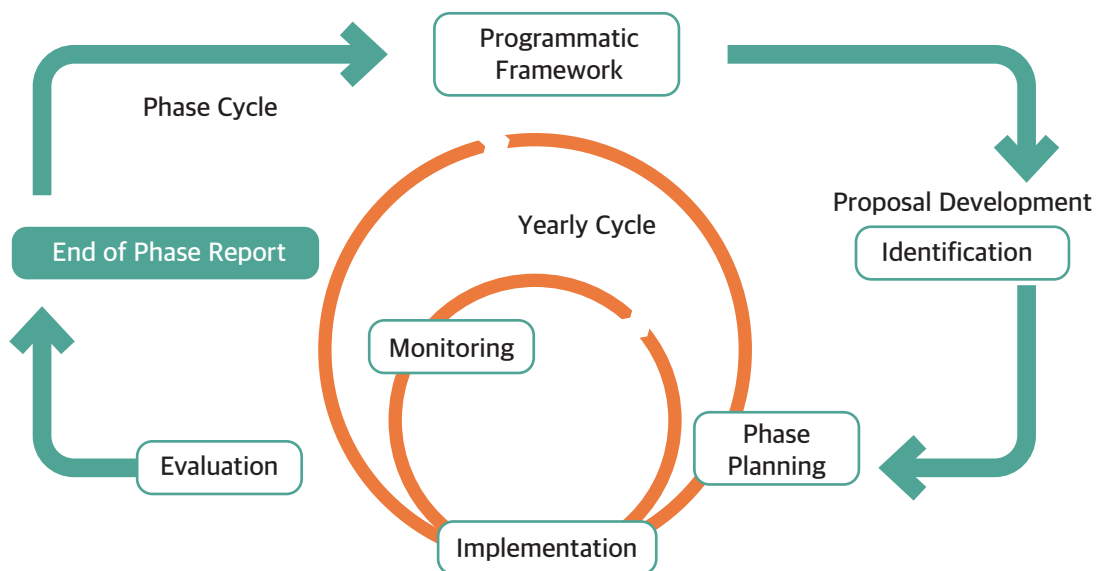 Programmatic
Framework
Phase Cycle
Proposal Development
Identification
Yearly Cycle
End of Phase Report
Monitoring
Phase
Planning
Evaluation
Implementation